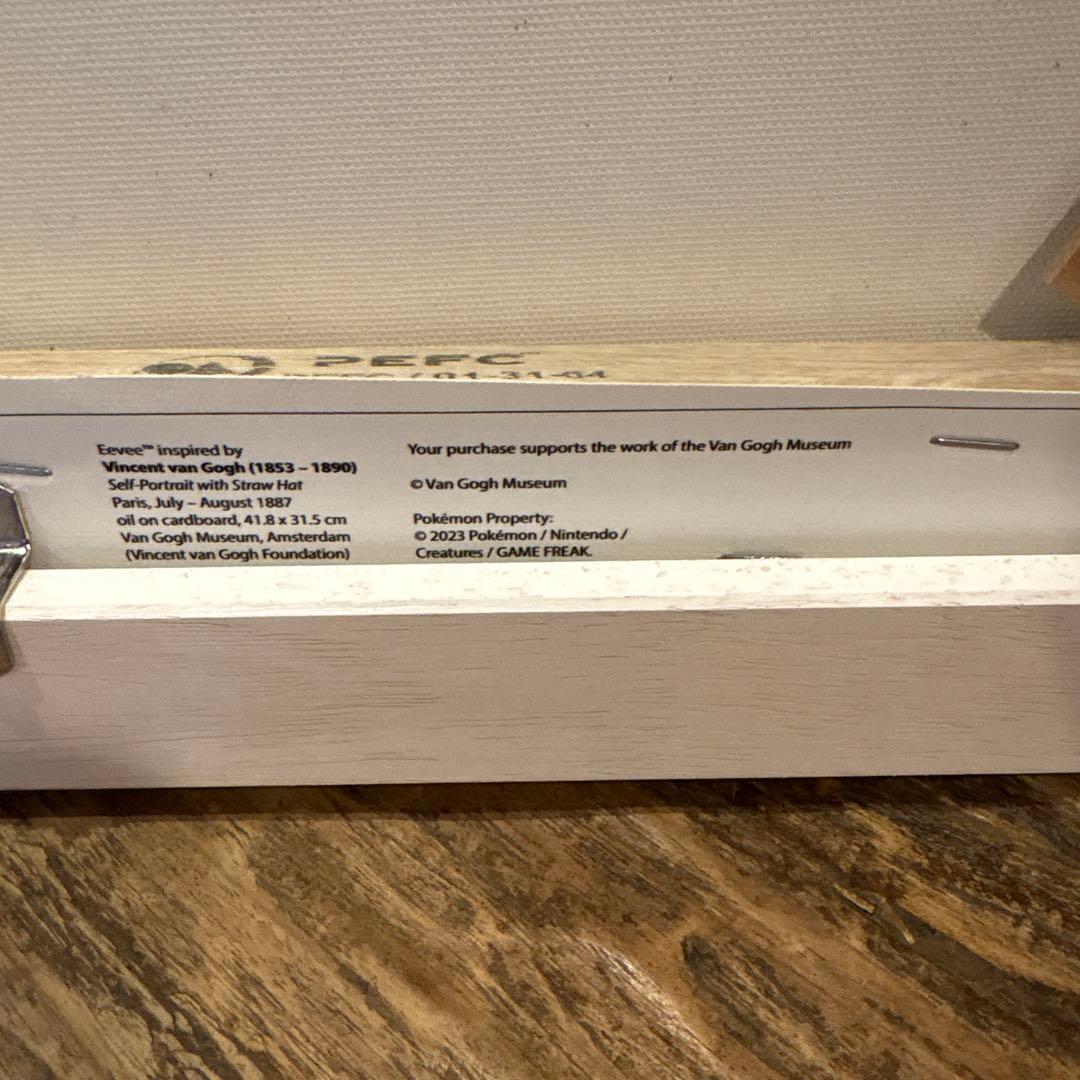 PEFC
Eevee™ inspired by
Vincent van Gogh (1853 – 1890)
Self-Portrait with Straw Hat
Paris, July – August 1887
oil on cardboard, 41.8 x 31.5 cm
Van Gogh Museum, Amsterdam
(Vincent van Gogh Foundation)
Your purchase supports the work of the Van Gogh Museum
© Van Gogh Museum
Pokémon Property:
© 2023 Pokémon / Nintendo /
Creatures / GAME FREAK.